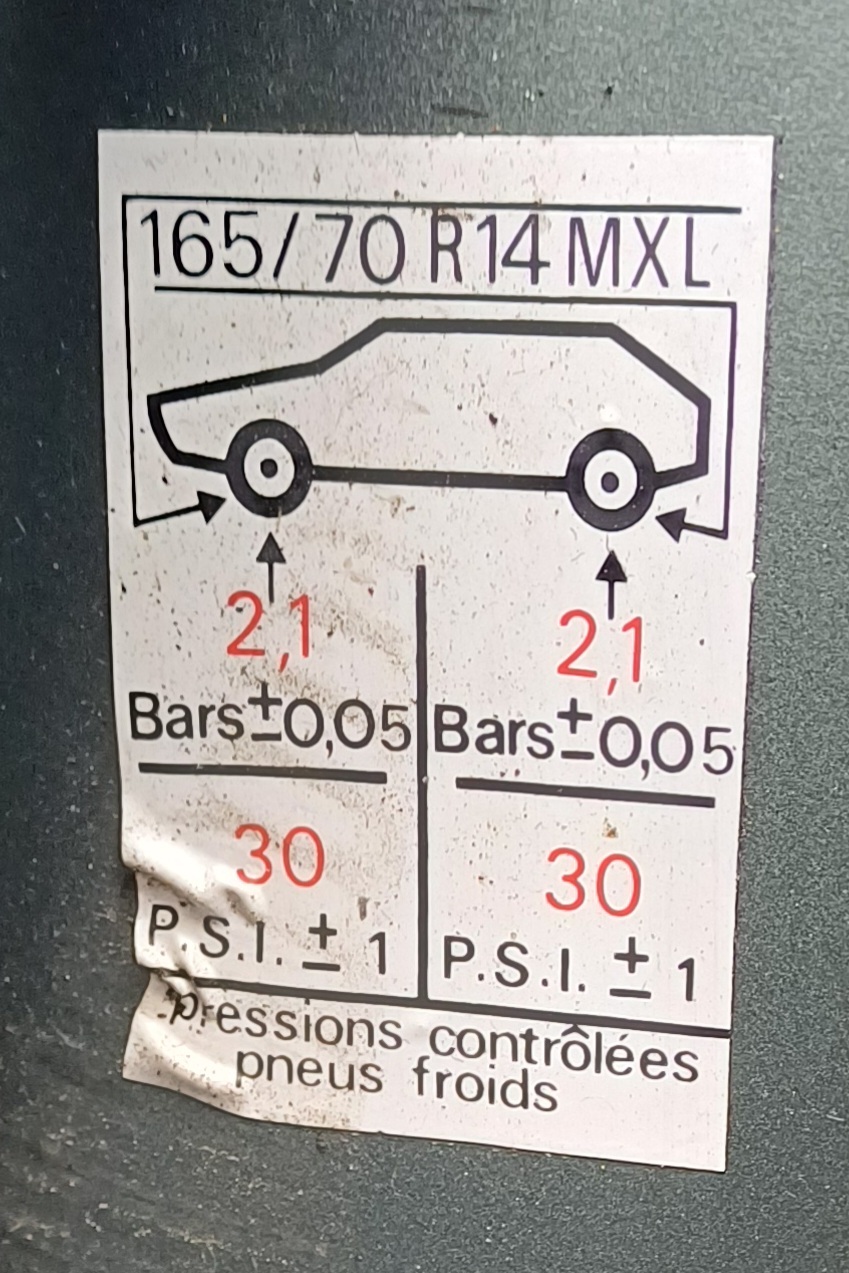 165/70 R14 MXL
2,1 2,1
Bars±0,05 Bars±0,05
30 30
P.S.I. ± 1 P.S.I. ± 1
pressions contrôlées
pneus froids